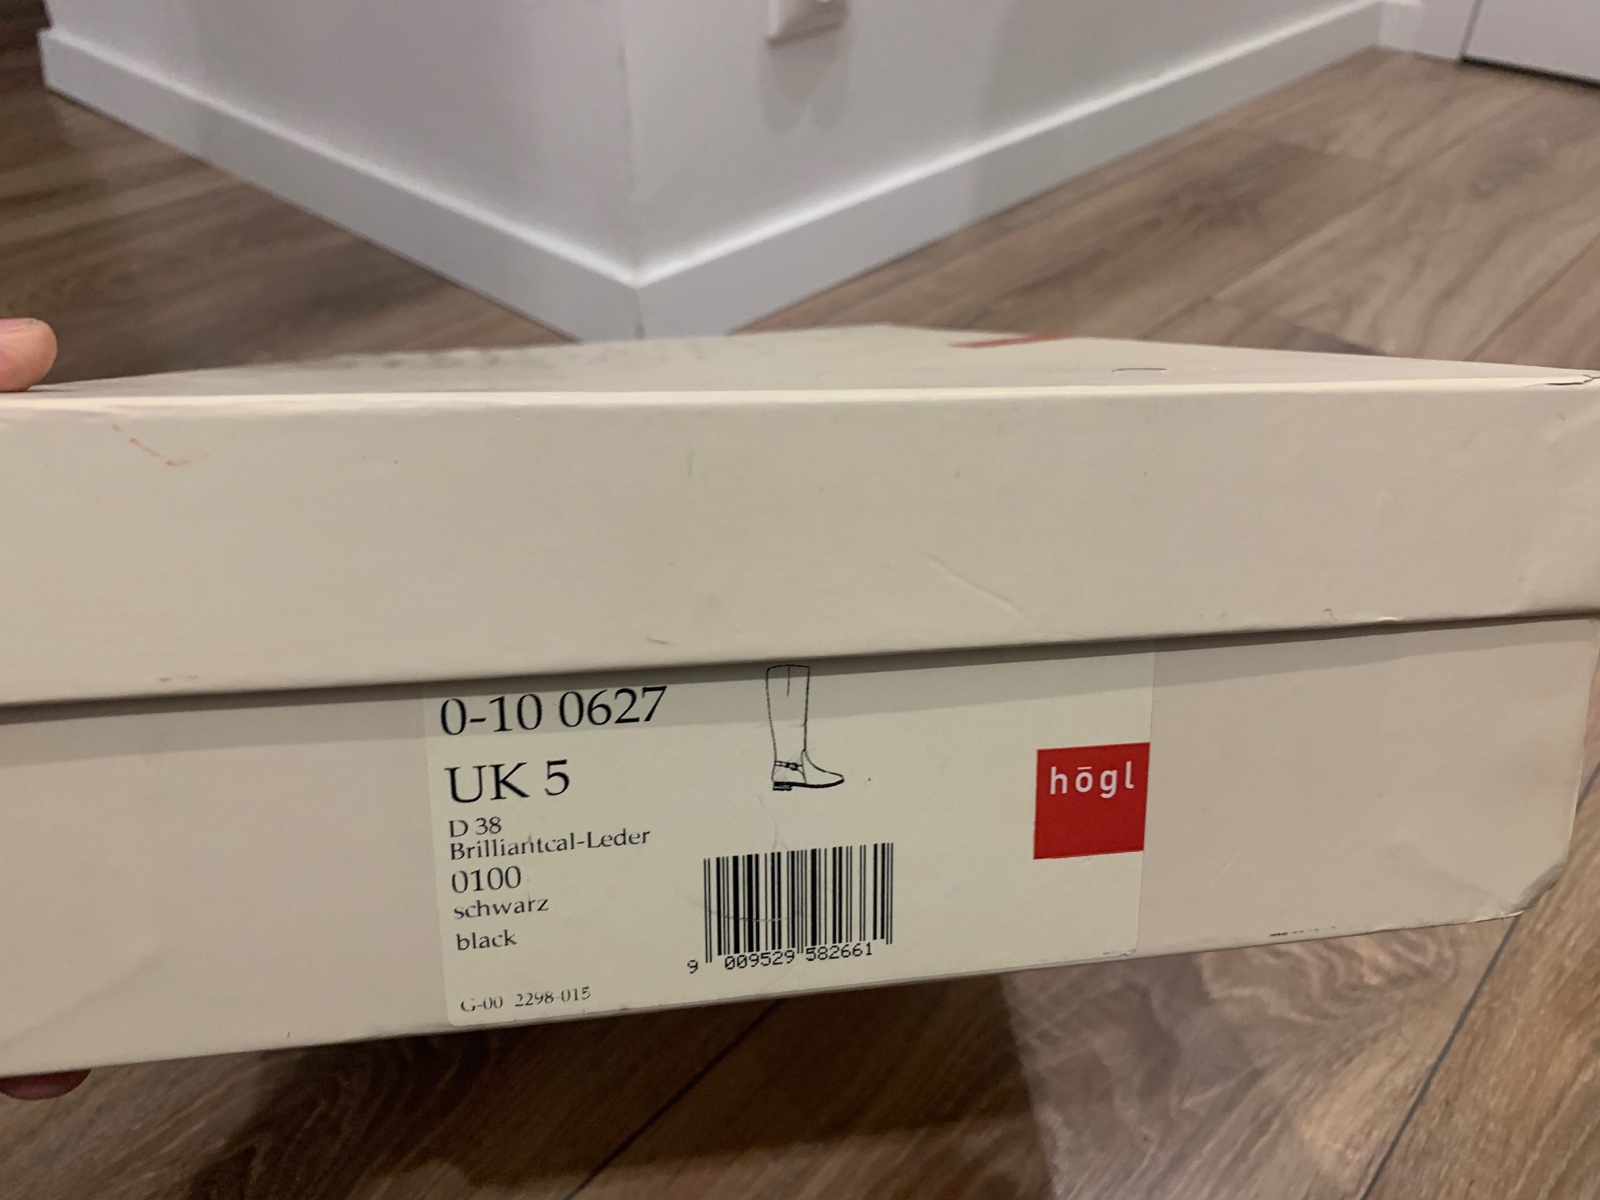 0-10 0627
UK 5
D 38
Brilliantcal-Leder
0100
schwarz
black
G-00 2298-015
9 009529 582661
högl